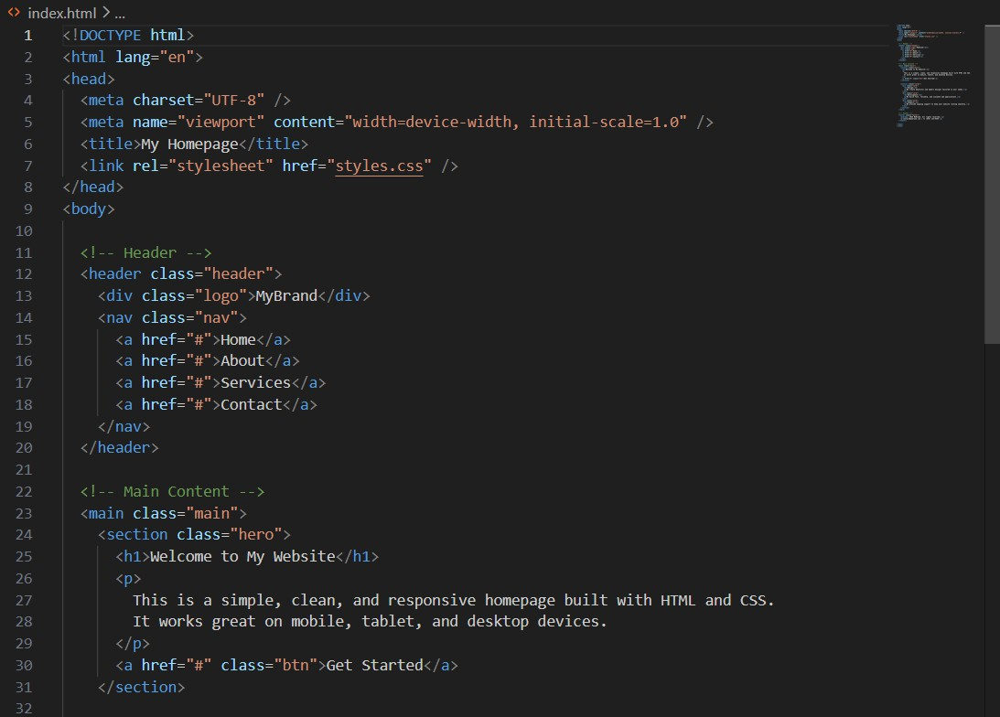 index.html > ...
1 <!DOCTYPE html>
2 <html lang="en">
3 <head>
4   <meta charset="UTF-8" />
5   <meta name="viewport" content="width=device-width, initial-scale=1.0" />
6   <title>My Homepage</title>
7   <link rel="stylesheet" href="styles.css" />
8 </head>
9 <body>
10
11   <!-- Header -->
12   <header class="header">
13     <div class="logo">MyBrand</div>
14     <nav class="nav">
15       <a href="#">Home</a>
16       <a href="#">About</a>
17       <a href="#">Services</a>
18       <a href="#">Contact</a>
19     </nav>
20   </header>
21
22   <!-- Main Content -->
23   <main class="main">
24     <section class="hero">
25       <h1>Welcome to My Website</h1>
26       <p>
27         This is a simple, clean, and responsive homepage built with HTML and CSS.
28         It works great on mobile, tablet, and desktop devices.
29       </p>
30       <a href="#" class="btn">Get Started</a>
31     </section>
32